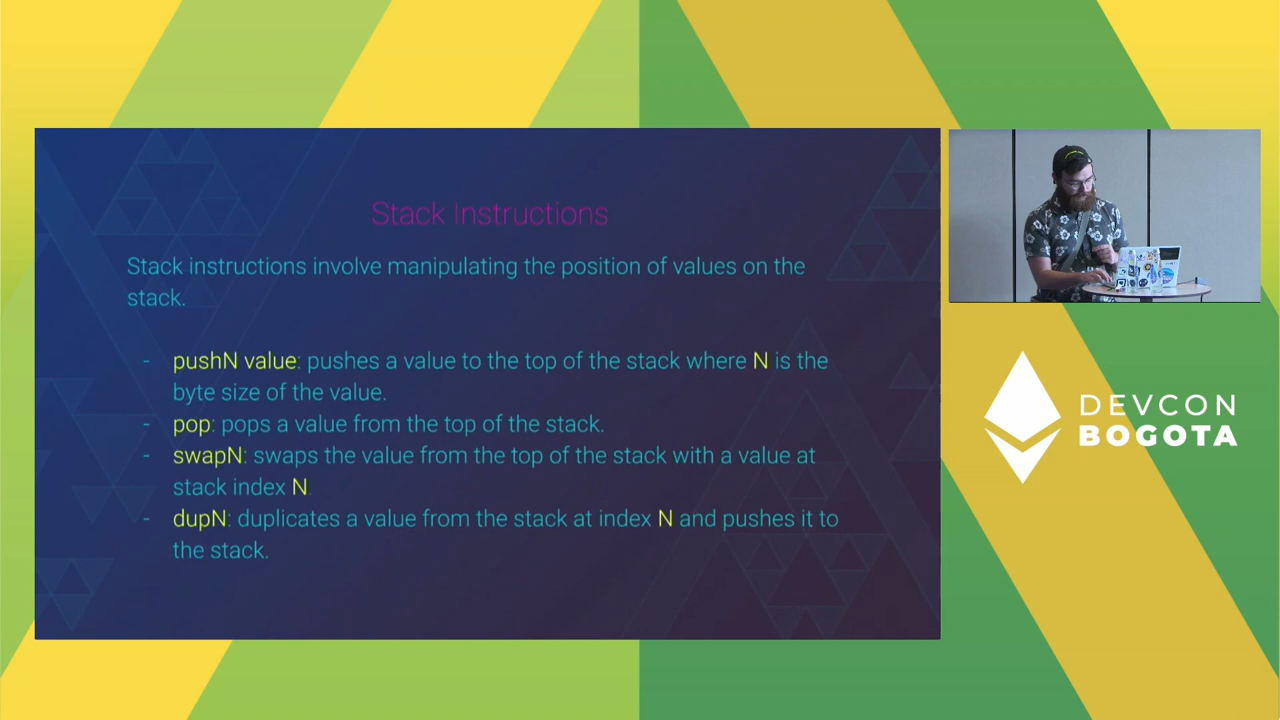 Stack Instructions
Stack instructions involve manipulating the position of values on the
stack.
- pushN value: pushes a value to the top of the stack where N is the
byte size of the value.
- pop: pops a value from the top of the stack.
- swapN: swaps the value from the top of the stack with a value at
stack index N.
- dupN: duplicates a value from the stack at index N and pushes it to
the stack.
DEVCON
BOGOTA